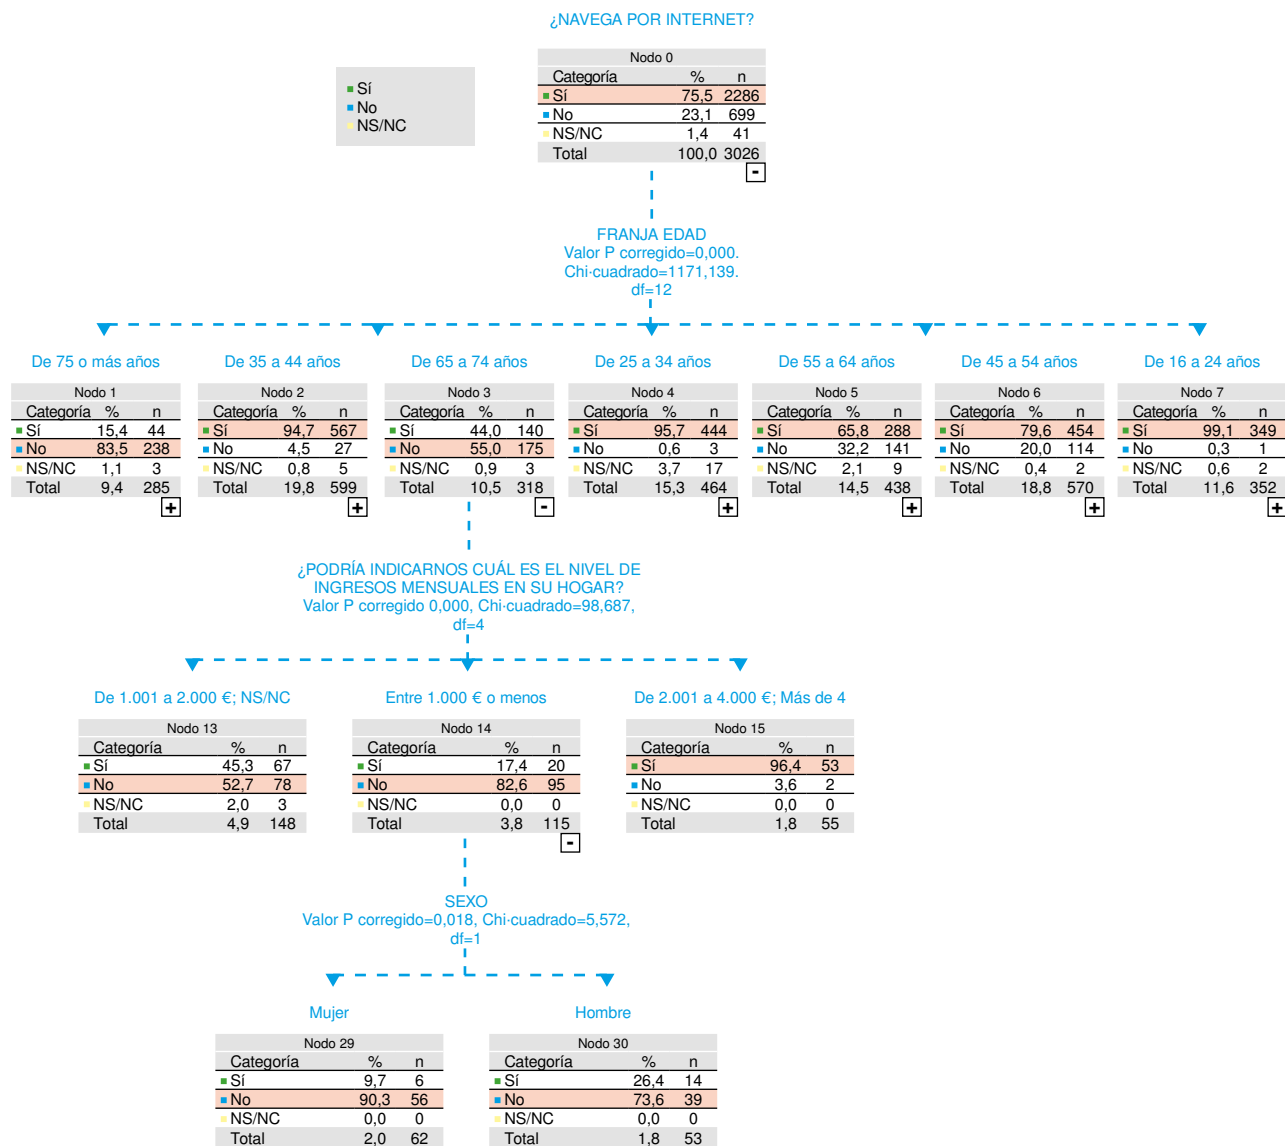 ¿NAVEGA POR INTERNET?
Sí
No
NS/NC
Nodo 0
Categoría % n
Sí 75,5 2286
No 23,1 699
NS/NC 1,4 41
Total 100,0 3026
-
FRANJA EDAD
Valor P corregido=0,000.
Chi-cuadrado=1171,139.
df=12
De 75 o más años
Nodo 1
Categoría % n
Sí 15,4 44
No 83,5 238
NS/NC 1,1 3
Total 9,4 285
+
De 35 a 44 años
Nodo 2
Categoría % n
Sí 94,7 567
No 4,5 27
NS/NC 0,8 5
Total 19,8 599
+
De 65 a 74 años
Nodo 3
Categoría % n
Sí 44,0 140
No 55,0 175
NS/NC 0,9 3
Total 10,5 318
-
De 25 a 34 años
Nodo 4
Categoría % n
Sí 95,7 444
No 0,6 3
NS/NC 3,7 17
Total 15,3 464
+
De 55 a 64 años
Nodo 5
Categoría % n
Sí 65,8 288
No 32,2 141
NS/NC 2,1 9
Total 14,5 438
+
De 45 a 54 años
Nodo 6
Categoría % n
Sí 79,6 454
No 20,0 114
NS/NC 0,4 2
Total 18,8 570
+
De 16 a 24 años
Nodo 7
Categoría % n
Sí 99,1 349
No 0,3 1
NS/NC 0,6 2
Total 11,6 352
+
¿PODRÍA INDICARNOS CUÁL ES EL NIVEL DE
INGRESOS MENSUALES EN SU HOGAR?
Valor P corregido 0,000, Chi-cuadrado=98,687,
df=4
De 1.001 a 2.000 €; NS/NC
Nodo 13
Categoría % n
Sí 45,3 67
No 52,7 78
NS/NC 2,0 3
Total 4,9 148
Entre 1.000 € o menos
Nodo 14
Categoría % n
Sí 17,4 20
No 82,6 95
NS/NC 0,0 0
Total 3,8 115
-
De 2.001 a 4.000 €; Más de 4
Nodo 15
Categoría % n
Sí 96,4 53
No 3,6 2
NS/NC 0,0 0
Total 1,8 55
SEXO
Valor P corregido=0,018, Chi-cuadrado=5,572,
df=1
Mujer
Nodo 29
Categoría % n
Sí 9,7 6
No 90,3 56
NS/NC 0,0 0
Total 2,0 62
Hombre
Nodo 30
Categoría % n
Sí 26,4 14
No 73,6 39
NS/NC 0,0 0
Total 1,8 53